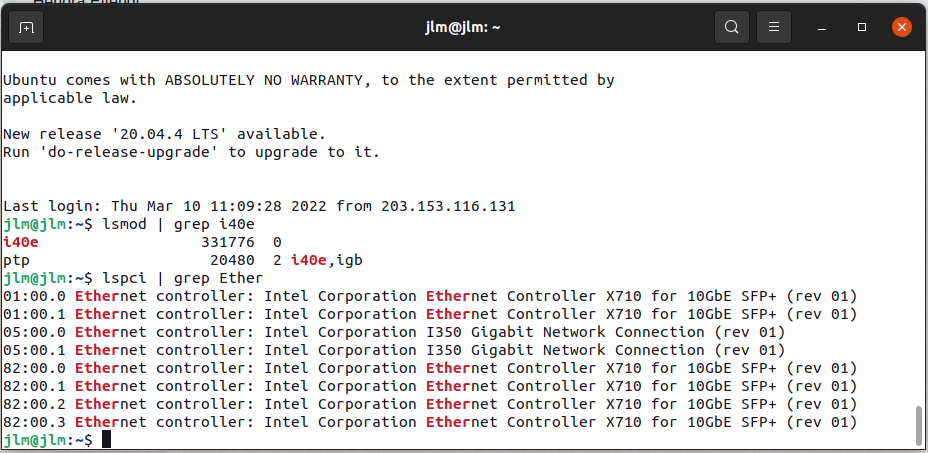 jlm@jlm: ~
Ubuntu comes with ABSOLUTELY NO WARRANTY, to the extent permitted by
applicable law.
New release '20.04.4 LTS' available.
Run 'do-release-upgrade' to upgrade to it.
Last login: Thu Mar 10 11:09:28 2022 from 203.153.116.131
jlm@jlm:~$ lsmod | grep i40e
i40e                  331776  0
ptp                    20480  2 i40e,igb
jlm@jlm:~$ lspci | grep Ether
01:00.0 Ethernet controller: Intel Corporation Ethernet Controller X710 for 10GbE SFP+ (rev 01)
01:00.1 Ethernet controller: Intel Corporation Ethernet Controller X710 for 10GbE SFP+ (rev 01)
05:00.0 Ethernet controller: Intel Corporation I350 Gigabit Network Connection (rev 01)
05:00.1 Ethernet controller: Intel Corporation I350 Gigabit Network Connection (rev 01)
82:00.0 Ethernet controller: Intel Corporation Ethernet Controller X710 for 10GbE SFP+ (rev 01)
82:00.1 Ethernet controller: Intel Corporation Ethernet Controller X710 for 10GbE SFP+ (rev 01)
82:00.2 Ethernet controller: Intel Corporation Ethernet Controller X710 for 10GbE SFP+ (rev 01)
82:00.3 Ethernet controller: Intel Corporation Ethernet Controller X710 for 10GbE SFP+ (rev 01)
jlm@jlm:~$